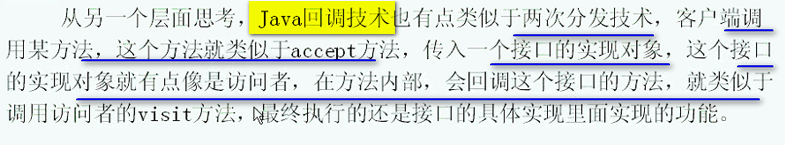 从另一个层面思考，Java回调技术也有点类似于两次分发技术，客户端调
用某方法，这个方法就类似于accept方法，传入一个接口的实现对象，这个接口
的实现对象就有点像是访问者，在方法内部，会回调这个接口的方法，就类似于
调用访问者的visit方法，最终执行的还是接口的具体实现里面实现的功能。